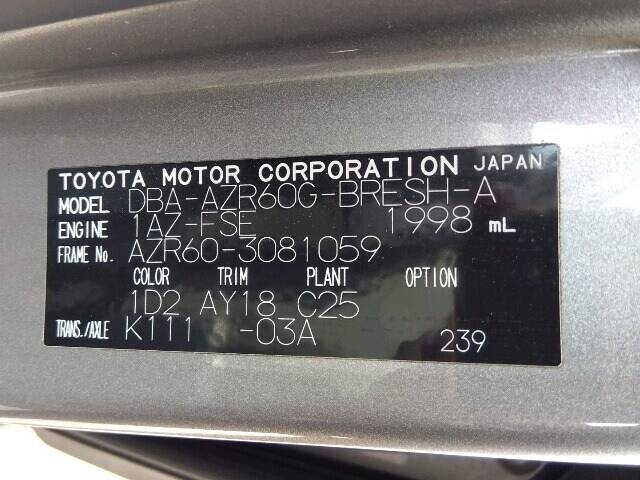 TOYOTA MOTOR CORPORATION JAPAN
MODEL DBA-AZR60G-BRESH-A
ENGINE 1AZ-FSE 1998 mL
FRAME No. AZR60-3081059
COLOR TRIM PLANT OPTION
1D2 AY18 C25
TRANS./AXLE K111 -03A 239